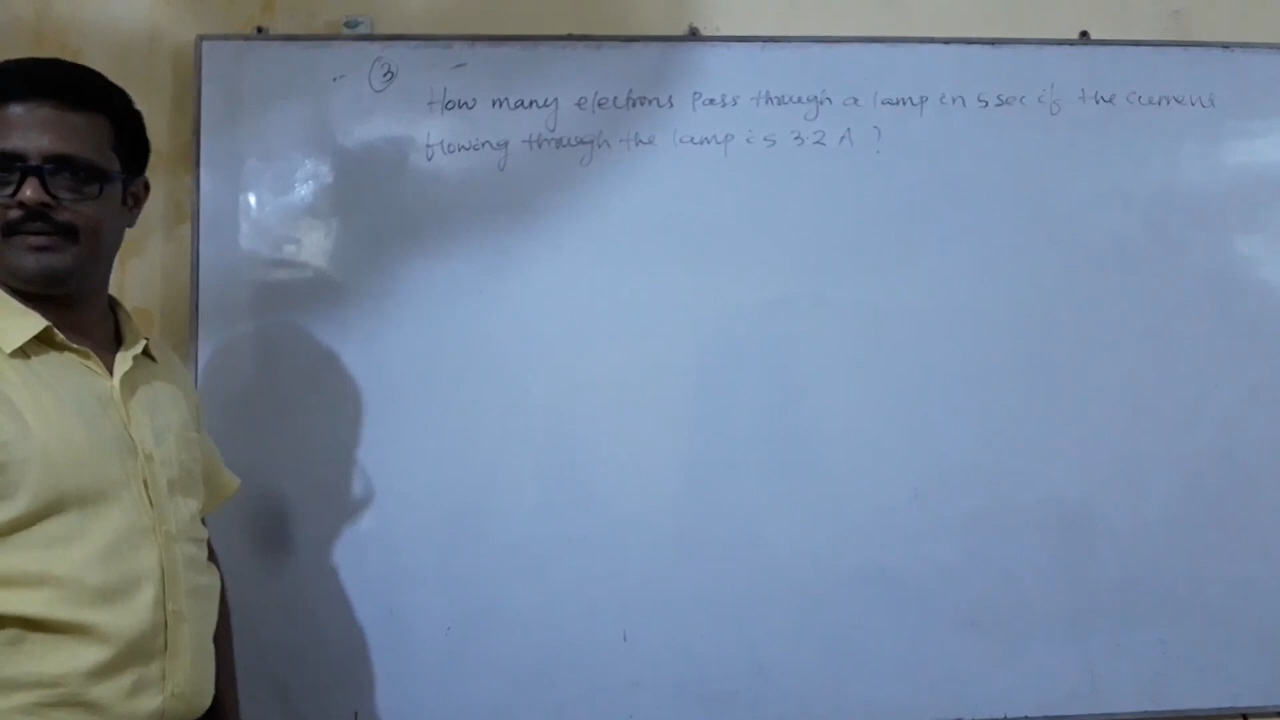 ③
How many electrons pass through a lamp in 5 sec if the current
flowing through the lamp is 3.2 A ?